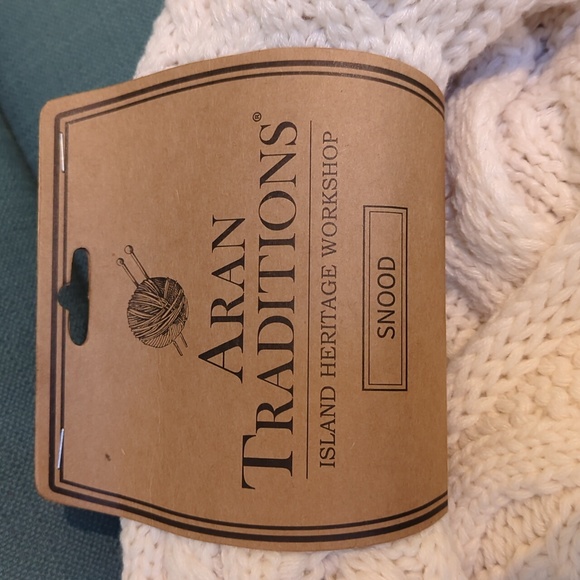 ARAN
TRADITIONS®
ISLAND HERITAGE WORKSHOP
SNOOD